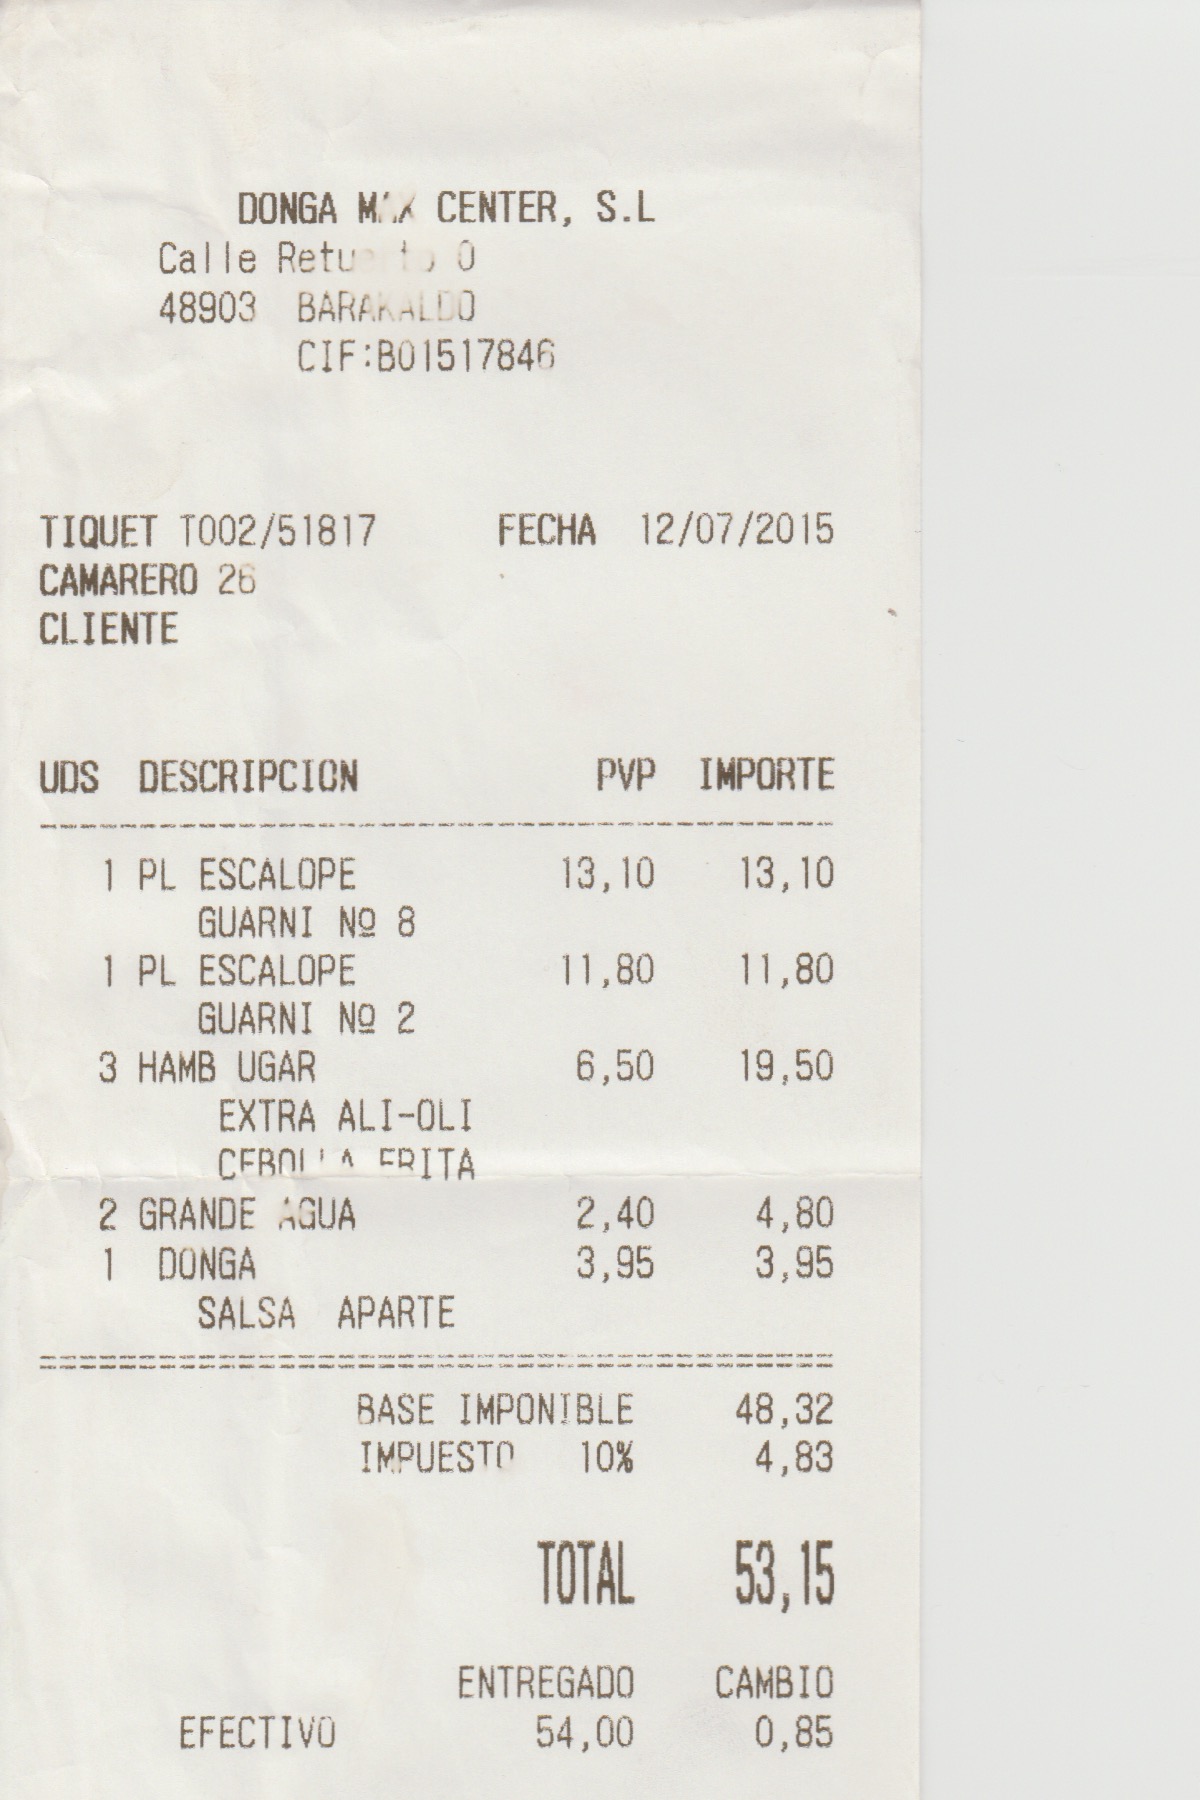 DONGA MAX CENTER, S.L
Calle Retuerto 0
48903 BARAKALDO
CIF:B01517846
TIQUET T002/51817 FECHA 12/07/2015
CAMARERO 26
CLIENTE
UDS DESCRIPCION PVP IMPORTE
1 PL ESCALOPE 13,10 13,10
GUARNI Nº 8
1 PL ESCALOPE 11,80 11,80
GUARNI Nº 2
3 HAMB UGAR 6,50 19,50
EXTRA ALI-OLI
CEBOLLA FRITA
2 GRANDE AGUA 2,40 4,80
1 DONGA 3,95 3,95
SALSA APARTE
BASE IMPONIBLE 48,32
IMPUESTO 10% 4,83
TOTAL 53,15
ENTREGADO CAMBIO
EFECTIVO 54,00 0,85